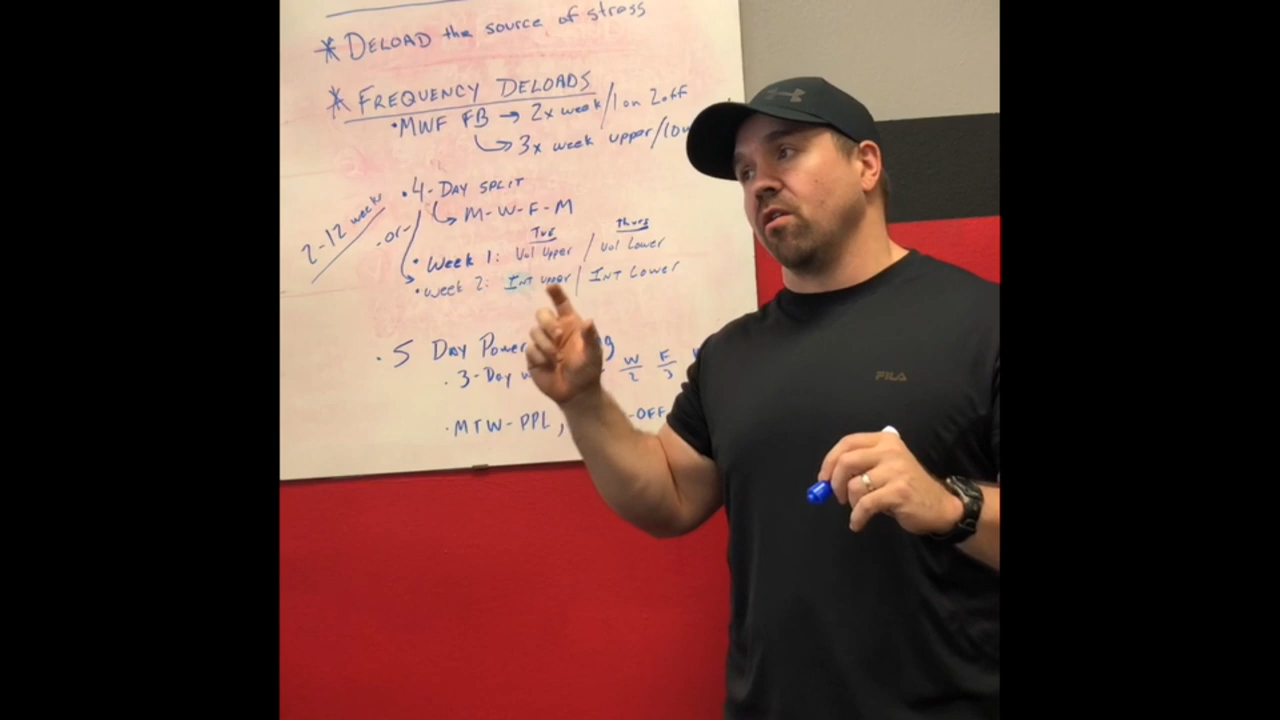 * DELOAD the source of stress
* FREQUENCY DELOADS
• MWF FB → 2x week/1 on 2 off
↳ 3x week upper/low
• 4-DAY SPLIT
↳ M-W-F-M
2-12 weeks
-or-
Tue Thurs
• Week 1: Vol Upper / Vol Lower
• Week 2: INT Upper / INT Lower
• 5 Day Power g
• 3-Day W/2 F/3
• MTW-PPL, -OFF
FILA